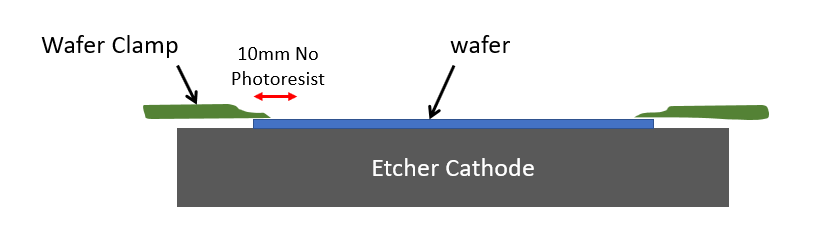 Wafer Clamp
10mm No
Photoresist
wafer
Etcher Cathode